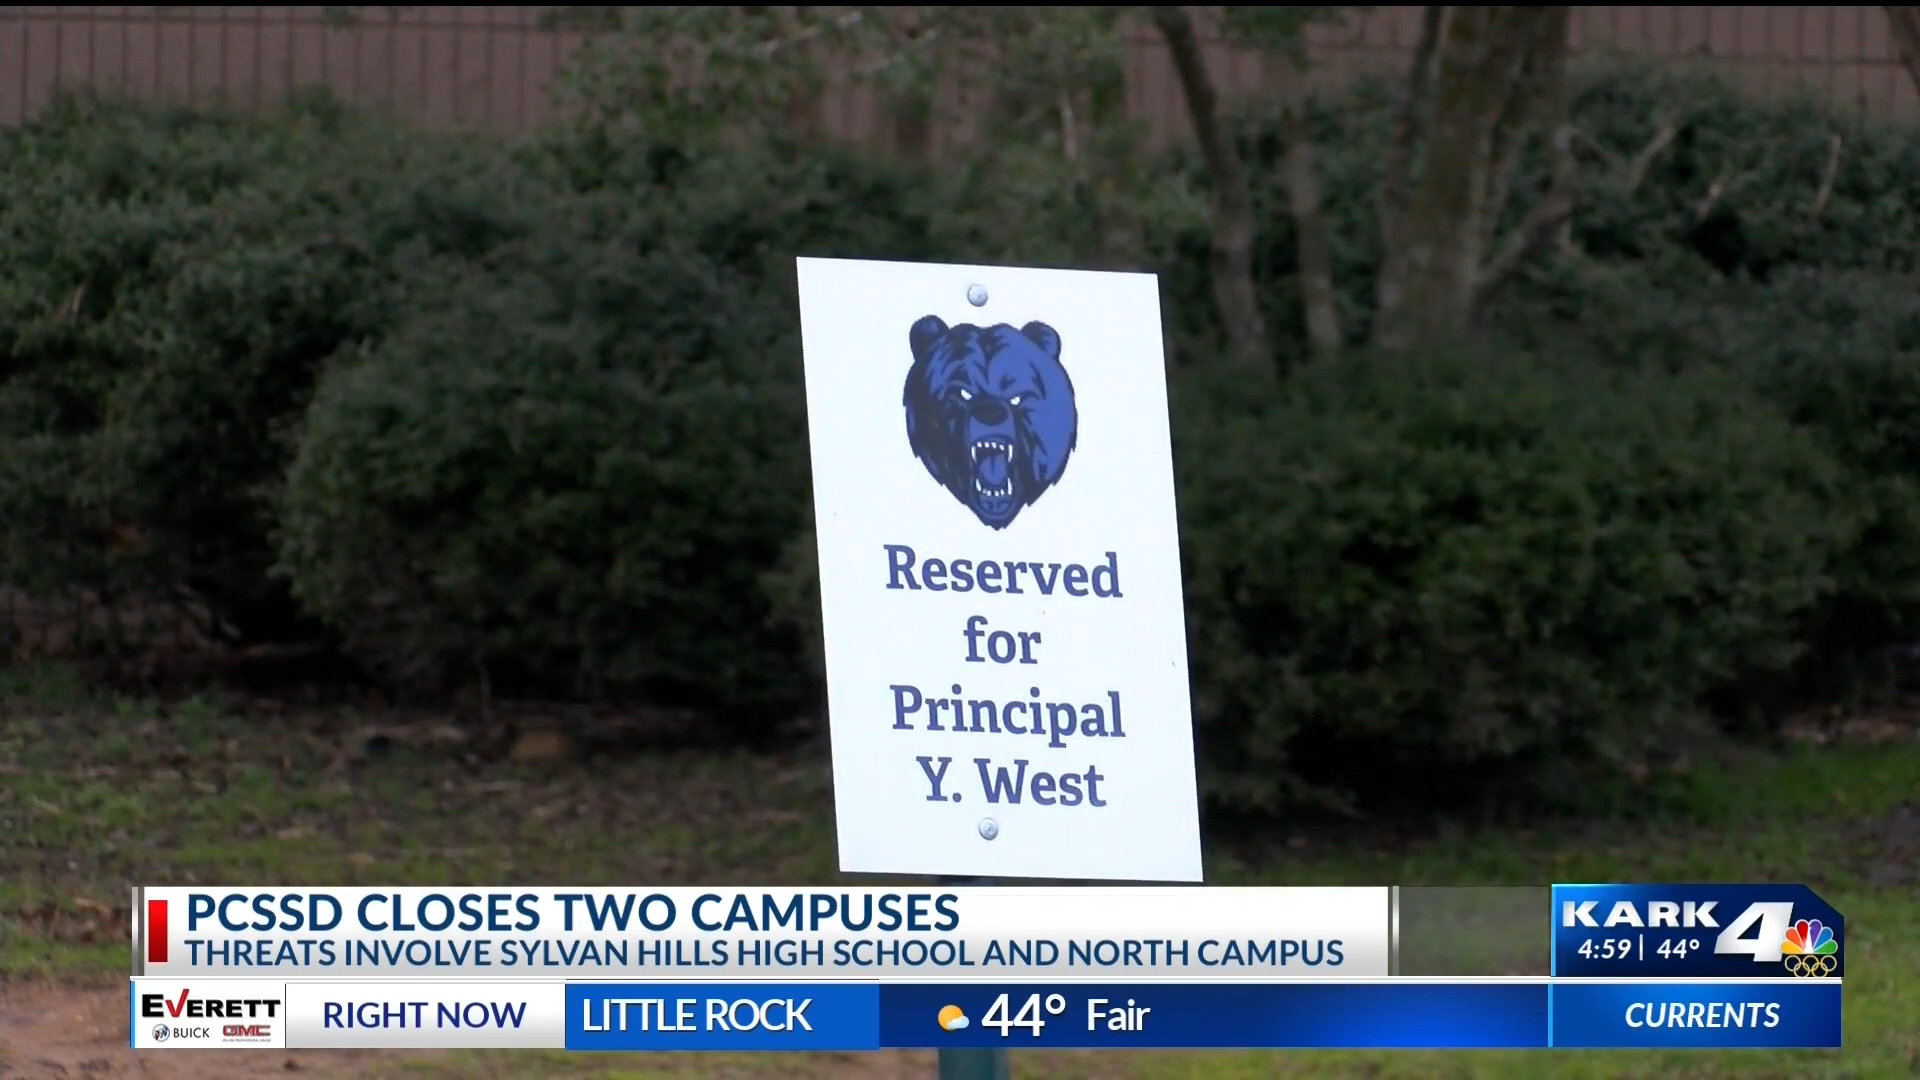 Reserved
for
Principal
Y. West
PCSSD CLOSES TWO CAMPUSES
THREATS INVOLVE SYLVAN HILLS HIGH SCHOOL AND NORTH CAMPUS
KARK 4
4:59 | 44°
EVERETT
BUICK GMC
RIGHT NOW
LITTLE ROCK
44° Fair
CURRENTS